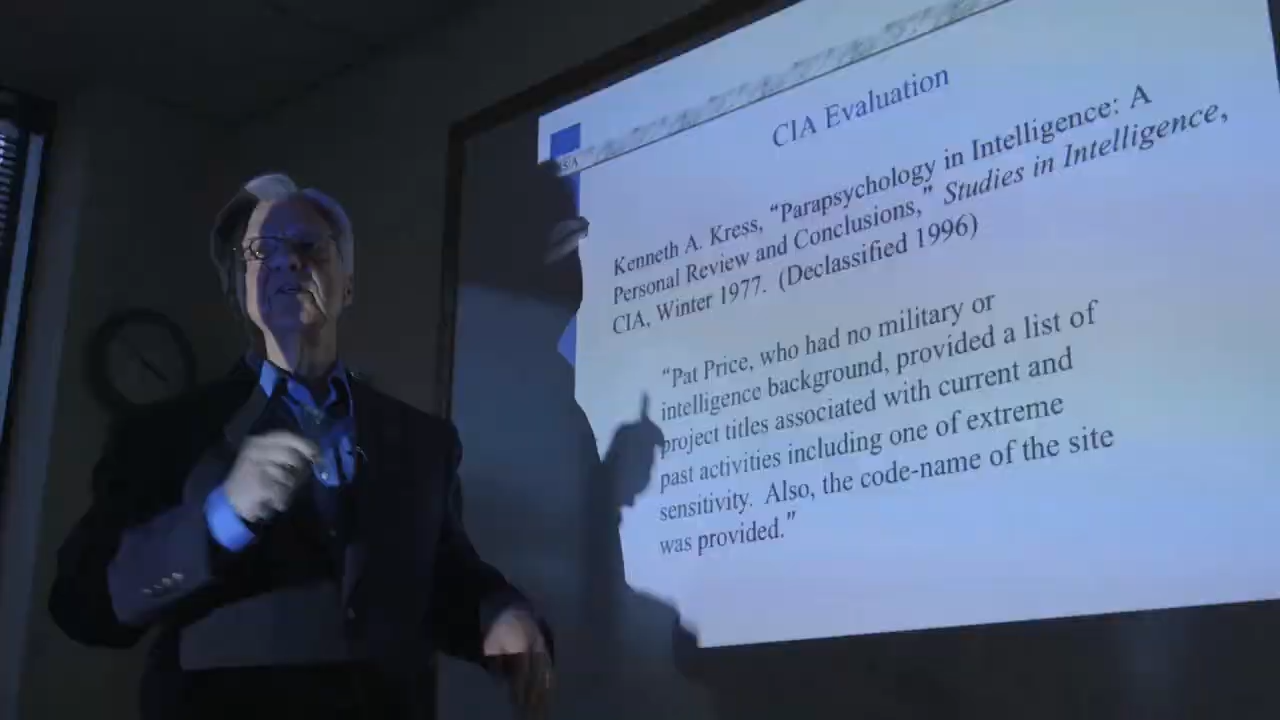 CIA Evaluation
Kenneth A. Kress, “Parapsychology in Intelligence: A
Personal Review and Conclusions,” Studies in Intelligence,
CIA, Winter 1977. (Declassified 1996)
“Pat Price, who had no military or
intelligence background, provided a list of
project titles associated with current and
past activities including one of extreme
sensitivity. Also, the code-name of the site
was provided.”